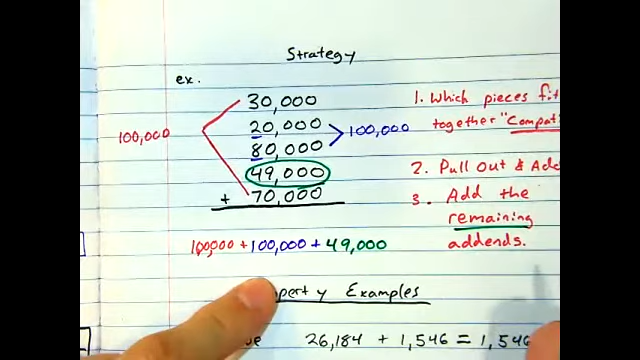 Strategy
ex.
30,000
20,000
80,000
49,000
+ 70,000
100,000
100,000
1. Which pieces fit
together "Compati
2. Pull Out & Add
3. Add the
remaining
addends.
100,000 + 100,000 + 49,000
perty Examples
26,184 + 1,546 = 1,546